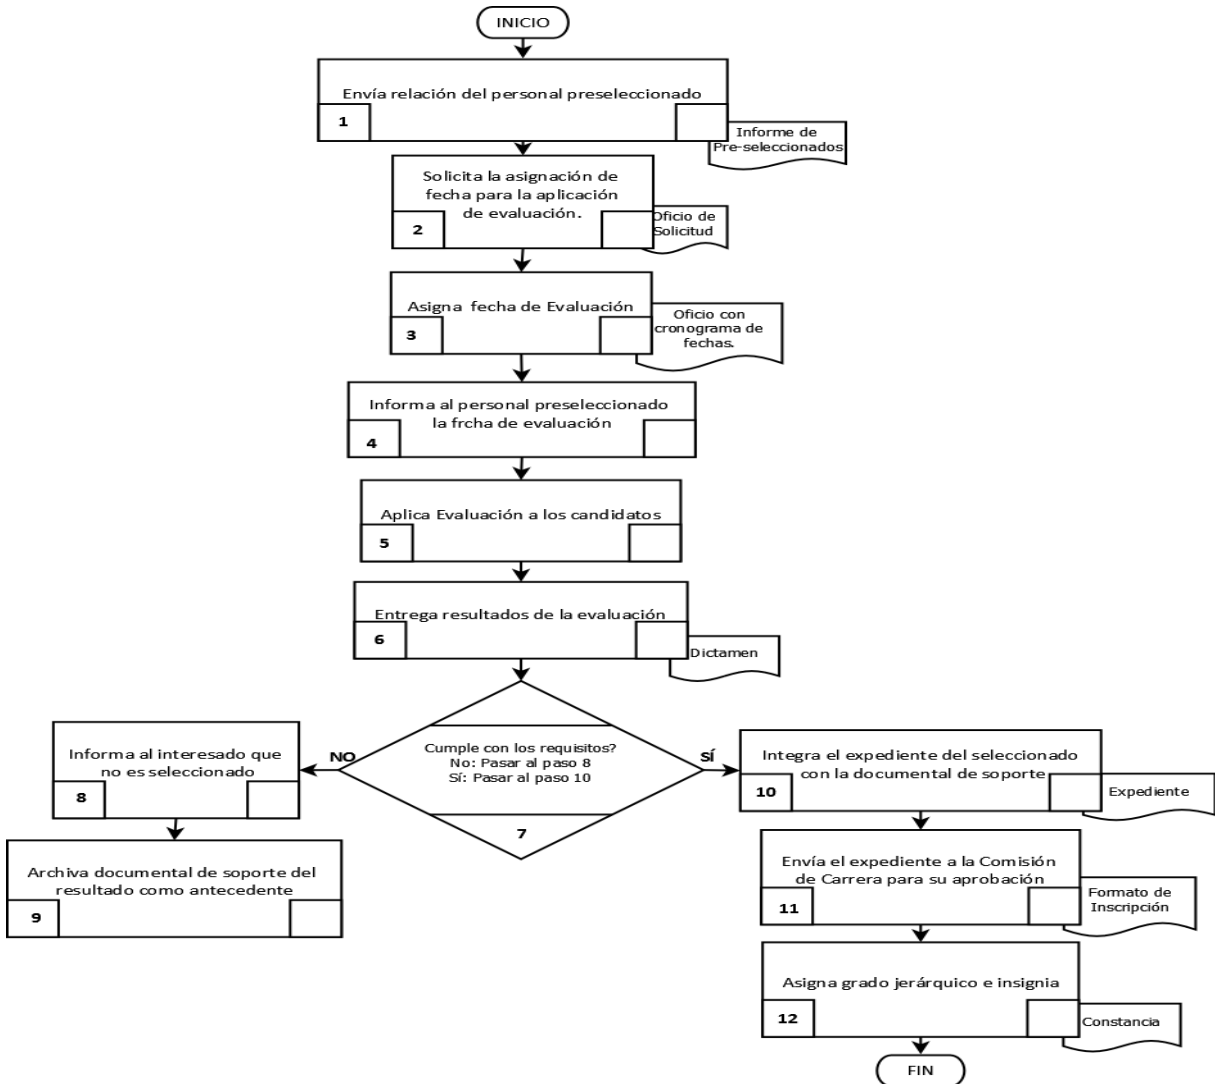 INICIO
Envía relación del personal preseleccionado
1
Informe de
Pre-seleccionados
Solicita la asignación de
fecha para la aplicación
de evaluación.
2
Oficio de
Solicitud
Asigna fecha de Evaluación
3
Oficio con
cronograma de
fechas.
Informa al personal preseleccionado
la frcha de evaluación
4
Aplica Evaluación a los candidatos
5
Entrega resultados de la evaluación
6
Dictamen
Cumple con los requisitos?
No: Pasar al paso 8
Sí: Pasar al paso 10
7
NO
SÍ
Informa al interesado que
no es seleccionado
8
Archiva documental de soporte del
resultado como antecedente
9
Integra el expediente del seleccionado
con la documental de soporte
10
Expediente
Envía el expediente a la Comisión
de Carrera para su aprobación
11
Formato de
Inscripción
Asigna grado jerárquico e insignia
12
Constancia
FIN